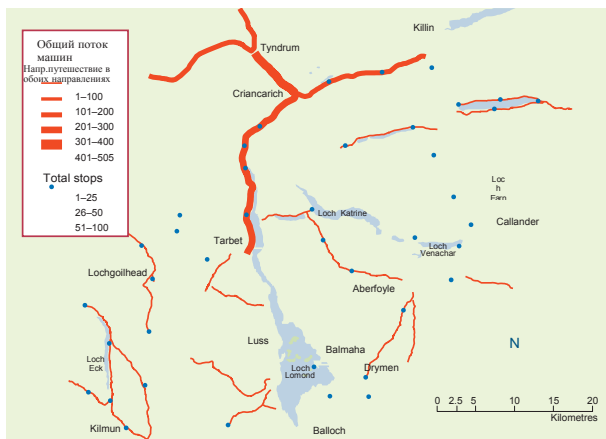 Общий поток
машин
Напр.путешествие в
обоих направлениях
1–100
101–200
201–300
301–400
401–505
Total stops
1–25
26–50
51–100
Killin
Tyndrum
Criancarich
Loc
h
Earn
Loch Katrine
Callander
Loch
Venachar
Tarbet
Lochgoilhead
Aberfoyle
Luss
Balmaha
Loch
Lomond
Drymen
Loch
Eck
Kilmun
Balloch
N
0 2.5 5 10 15 20
Kilometres